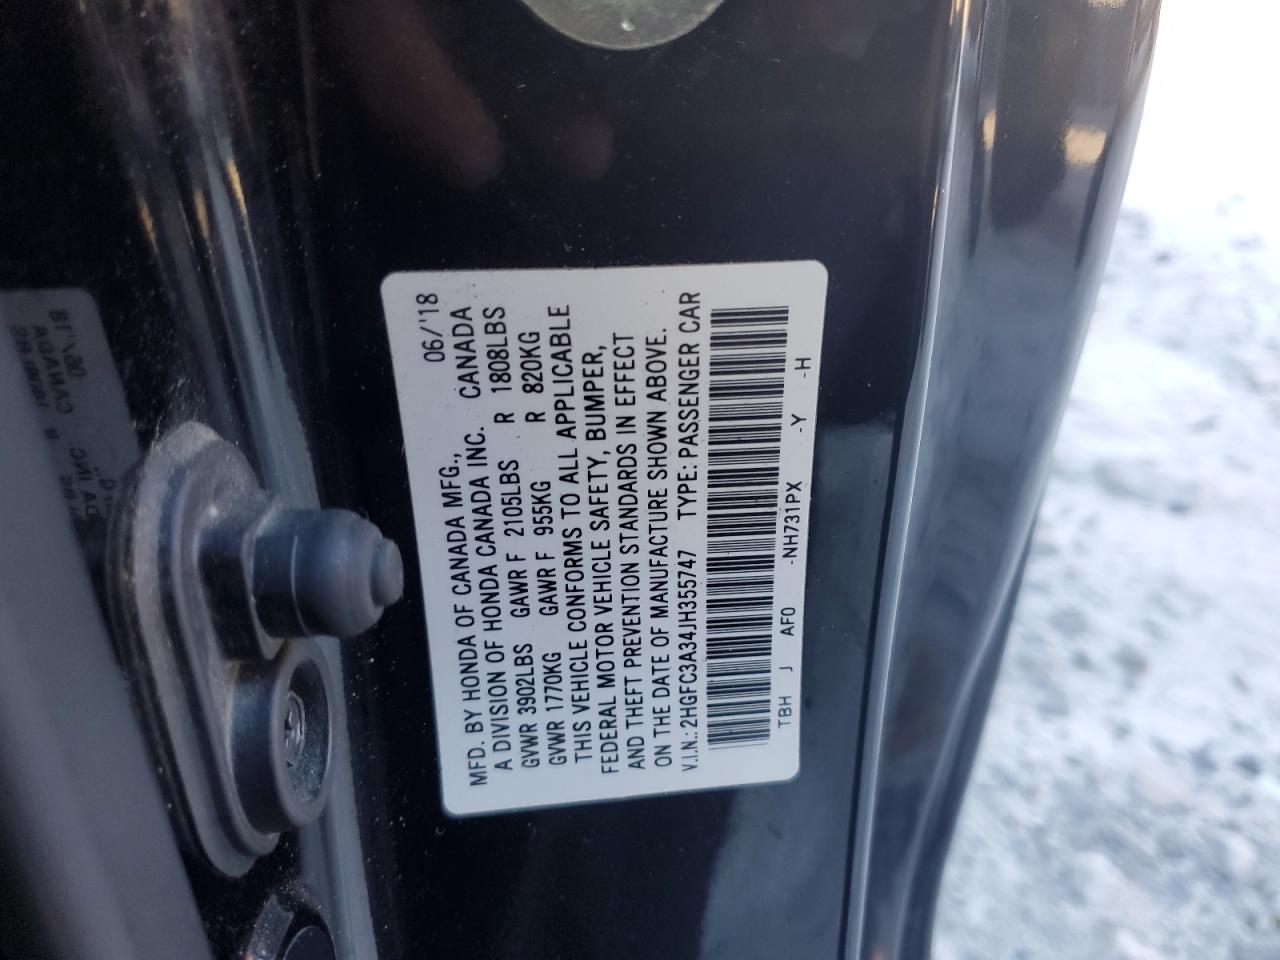 MFD. BY HONDA OF CANADA MFG., 06/'18
A DIVISION OF HONDA CANADA INC. CANADA
GVWR 3902LBS GAWR F 2105LBS R 1808LBS
GVWR 1770KG GAWR F 955KG R 820KG
THIS VEHICLE CONFORMS TO ALL APPLICABLE
FEDERAL MOTOR VEHICLE SAFETY, BUMPER,
AND THEFT PREVENTION STANDARDS IN EFFECT
ON THE DATE OF MANUFACTURE SHOWN ABOVE.
V.I.N.: 2HGFC3A34JH355747 TYPE: PASSENGER CAR
TBH J AF0 -NH731PX -Y -H